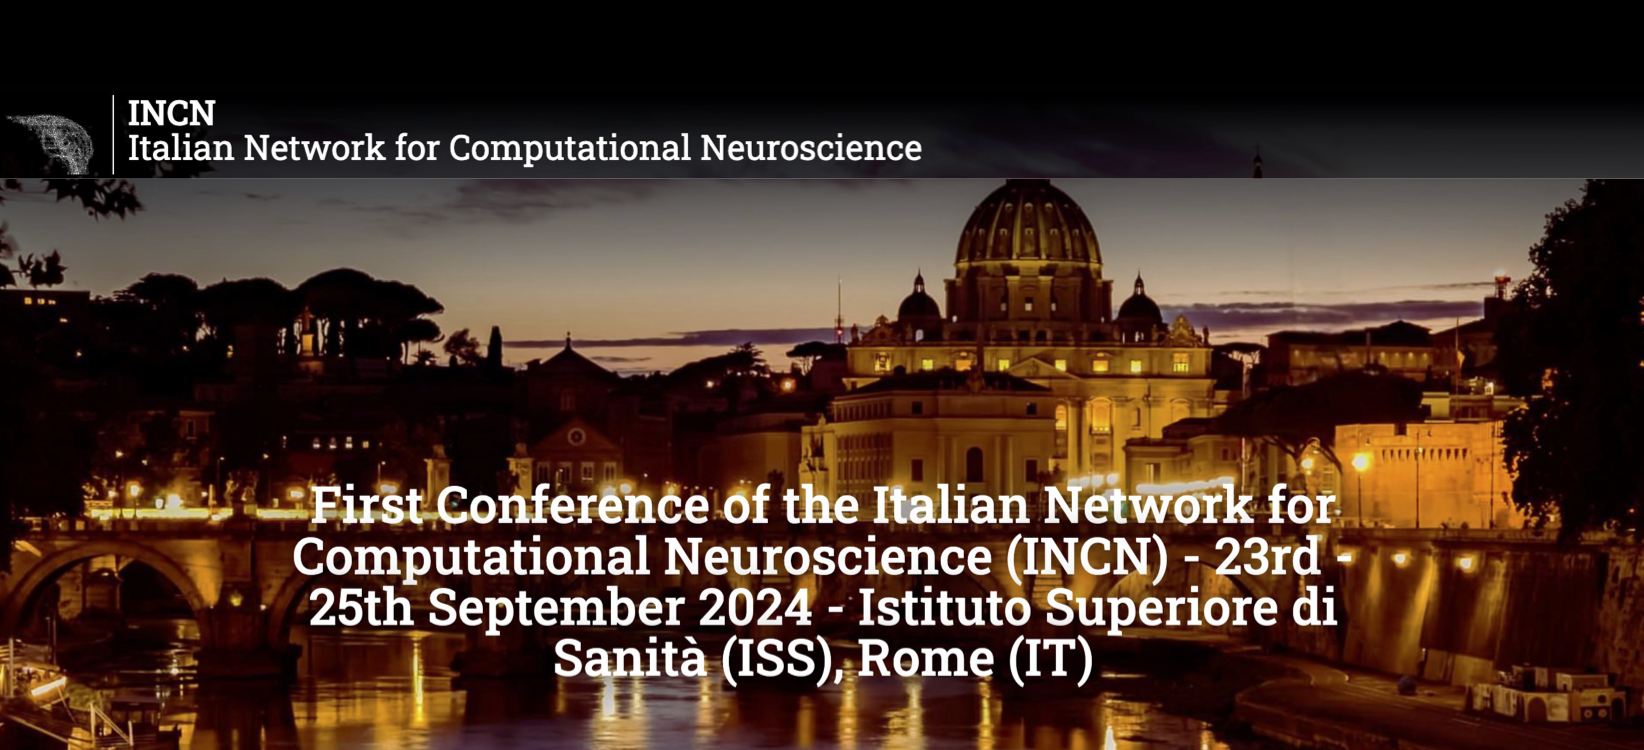 INCN
Italian Network for Computational Neuroscience
First Conference of the Italian Network for
Computational Neuroscience (INCN) - 23rd -
25th September 2024 - Istituto Superiore di
Sanità (ISS), Rome (IT)